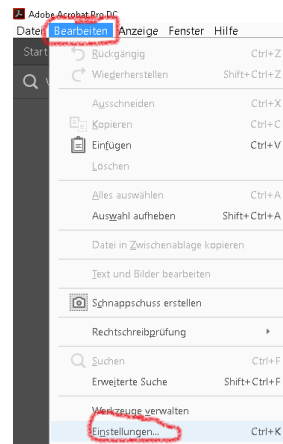 Adobe Acrobat Pro DC
Datei Bearbeiten Anzeige Fenster Hilfe
Start
Rückgängig Ctrl+Z
Wiederherstellen Shift+Ctrl+Z
Ausschneiden Ctrl+X
Kopieren Ctrl+C
Einfügen Ctrl+V
Löschen
Alles auswählen Ctrl+A
Auswahl aufheben Shift+Ctrl+A
Datei in Zwischenablage kopieren
Text und Bilder bearbeiten
Schnappschuss erstellen
Rechtschreibprüfung
Suchen Ctrl+F
Erweiterte Suche Shift+Ctrl+F
Werkzeuge verwalten
Einstellungen... Ctrl+K